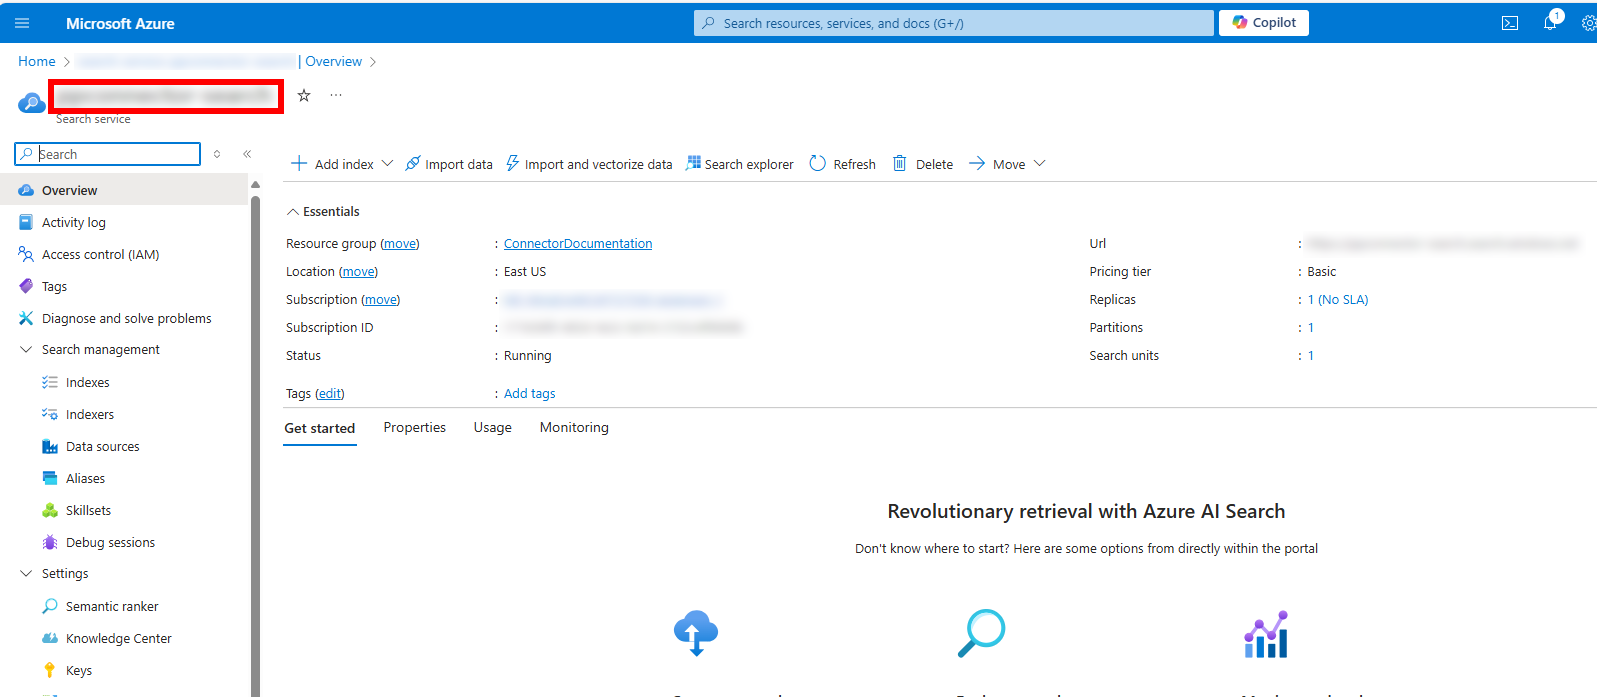 Microsoft Azure
Search resources, services, and docs (G+/)
Copilot
1
Home > | Overview >
...
Search service
Search
Add index
Import data
Import and vectorize data
Search explorer
Refresh
Delete
Move
Overview
Activity log
Access control (IAM)
Tags
Diagnose and solve problems
Search management
Indexes
Indexers
Data sources
Aliases
Skillsets
Debug sessions
Settings
Semantic ranker
Knowledge Center
Keys
Essentials
Resource group (move) : ConnectorDocumentation
Location (move) : East US
Subscription (move) :
Subscription ID :
Status : Running
Tags (edit) : Add tags
Url :
Pricing tier : Basic
Replicas : 1 (No SLA)
Partitions : 1
Search units : 1
Get started
Properties
Usage
Monitoring
Revolutionary retrieval with Azure AI Search
Don't know where to start? Here are some options from directly within the portal